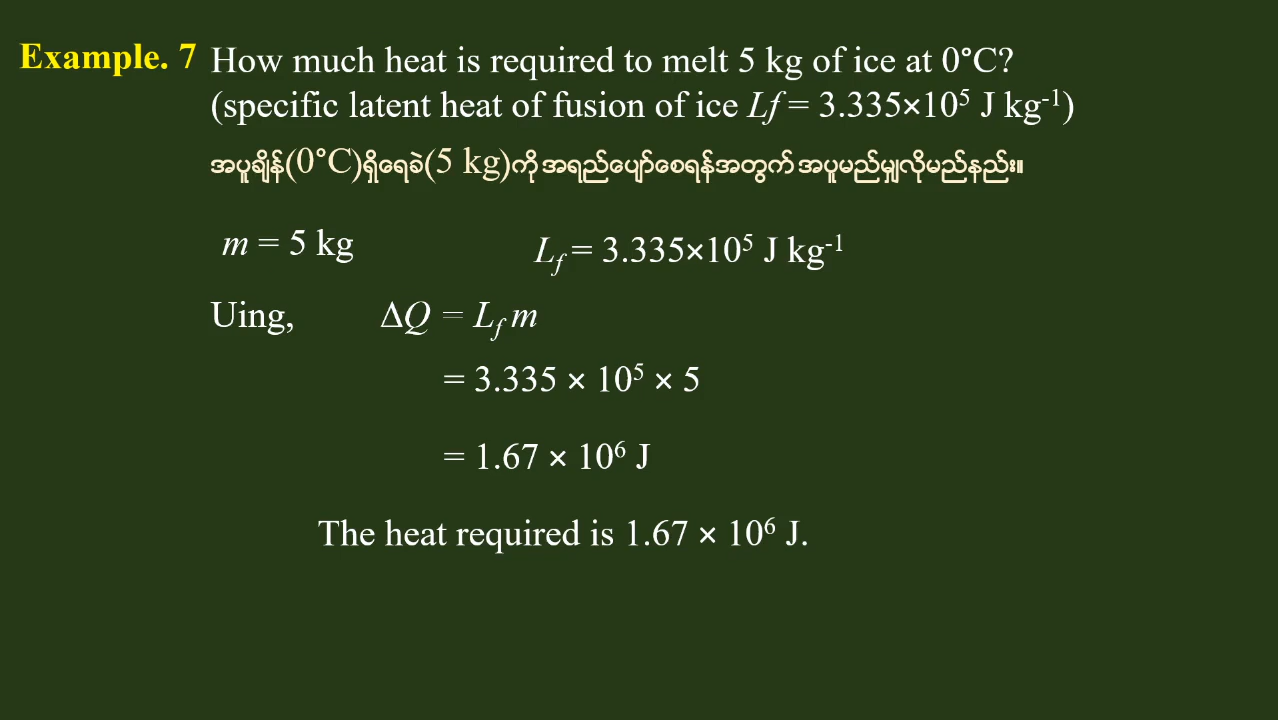 Example. 7 How much heat is required to melt 5 kg of ice at 0°C?
(specific latent heat of fusion of ice Lf = 3.335×10⁵ J kg⁻¹)
အပူချိန်(0°C)ရှိရေခဲ(5 kg)ကို အရည်ပျော်စေရန်အတွက် အပူမည်မျှလိုမည်နည်း။
m = 5 kg L_f = 3.335×10⁵ J kg⁻¹
Uing, ΔQ = L_f m
= 3.335 × 10⁵ × 5
= 1.67 × 10⁶ J
The heat required is 1.67 × 10⁶ J.